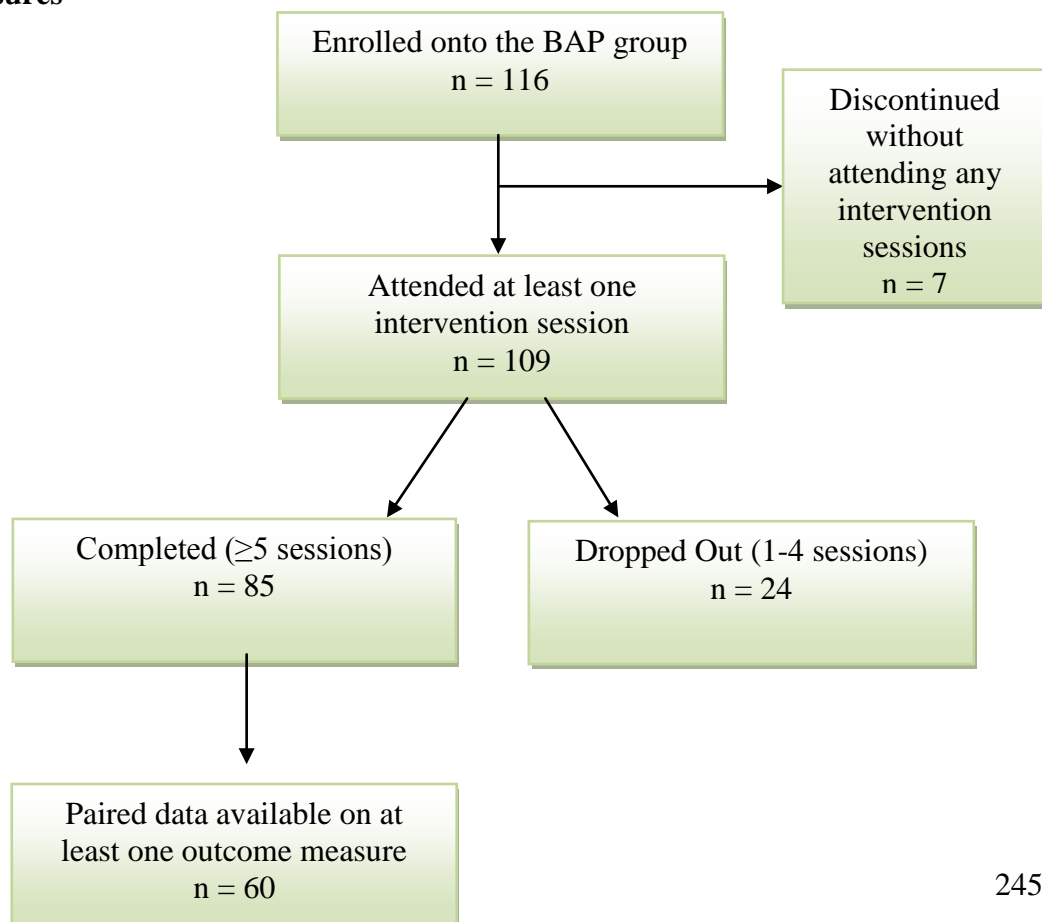 Enrolled onto the BAP group
n = 116
Discontinued
without
attending any
intervention
sessions
n = 7
Attended at least one
intervention session
n = 109
Completed (≥5 sessions)
n = 85
Dropped Out (1-4 sessions)
n = 24
Paired data available on at
least one outcome measure
n = 60
245